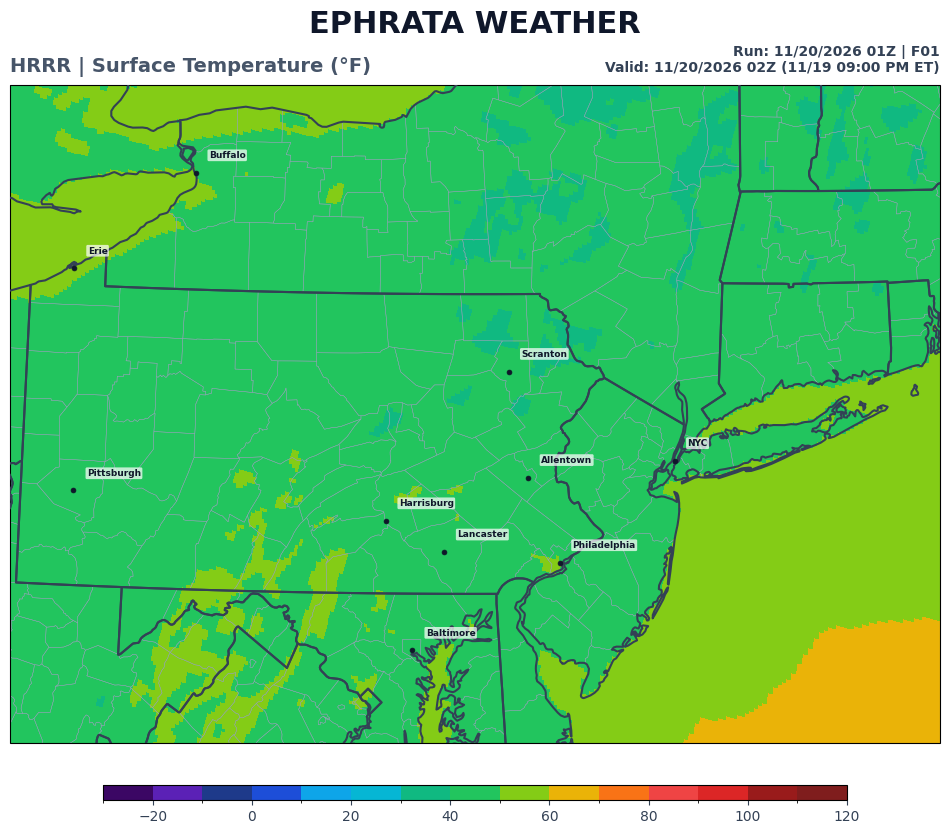 EPHRATA WEATHER
HRRR | Surface Temperature (°F)
Run: 11/20/2026 01Z | F01
Valid: 11/20/2026 02Z (11/19 09:00 PM ET)
Buffalo
Erie
Scranton
NYC
Allentown
Pittsburgh
Harrisburg
Lancaster
Philadelphia
Baltimore
−20 0 20 40 60 80 100 120